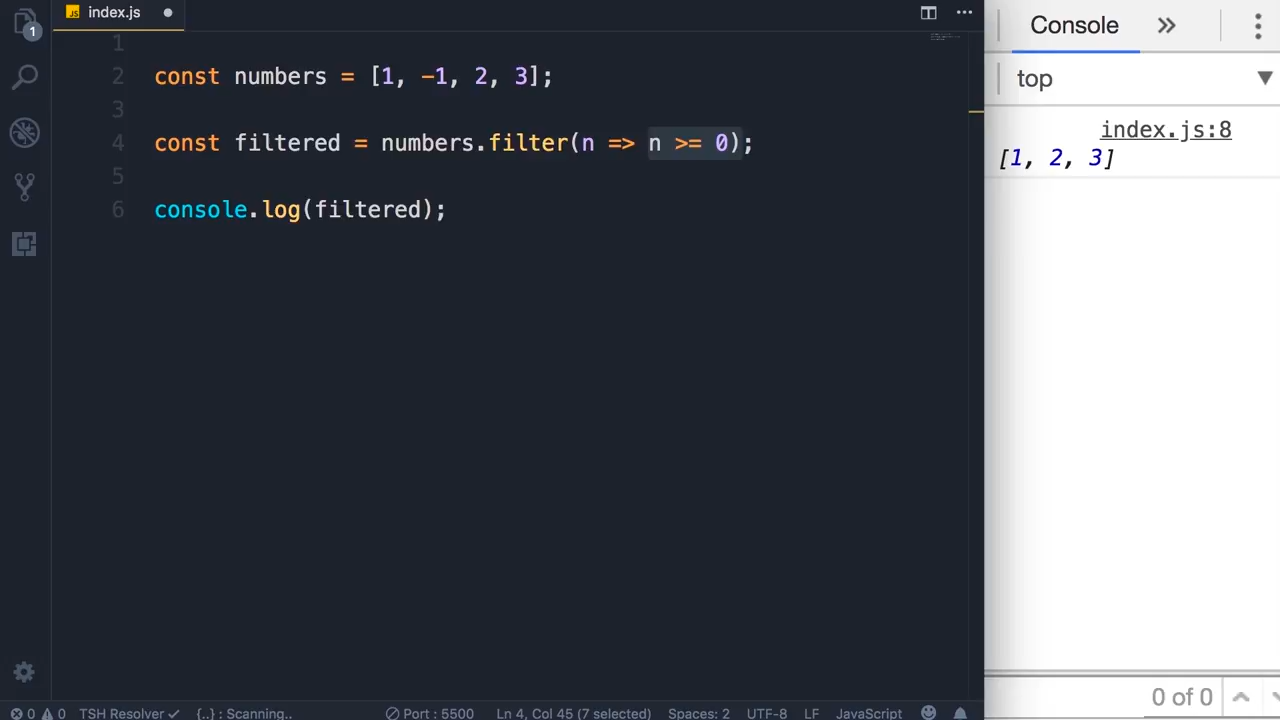 index.js
Console
top
1
1
2 const numbers = [1, -1, 2, 3];
3
4 const filtered = numbers.filter(n => n >= 0);
5
6 console.log(filtered);
index.js:8
[1, 2, 3]
0 of 0
0 0 TSH Resolver {..} : Scanning.. Port : 5500 Ln 4, Col 45 (7 selected) Spaces: 2 UTF-8 LF JavaScript